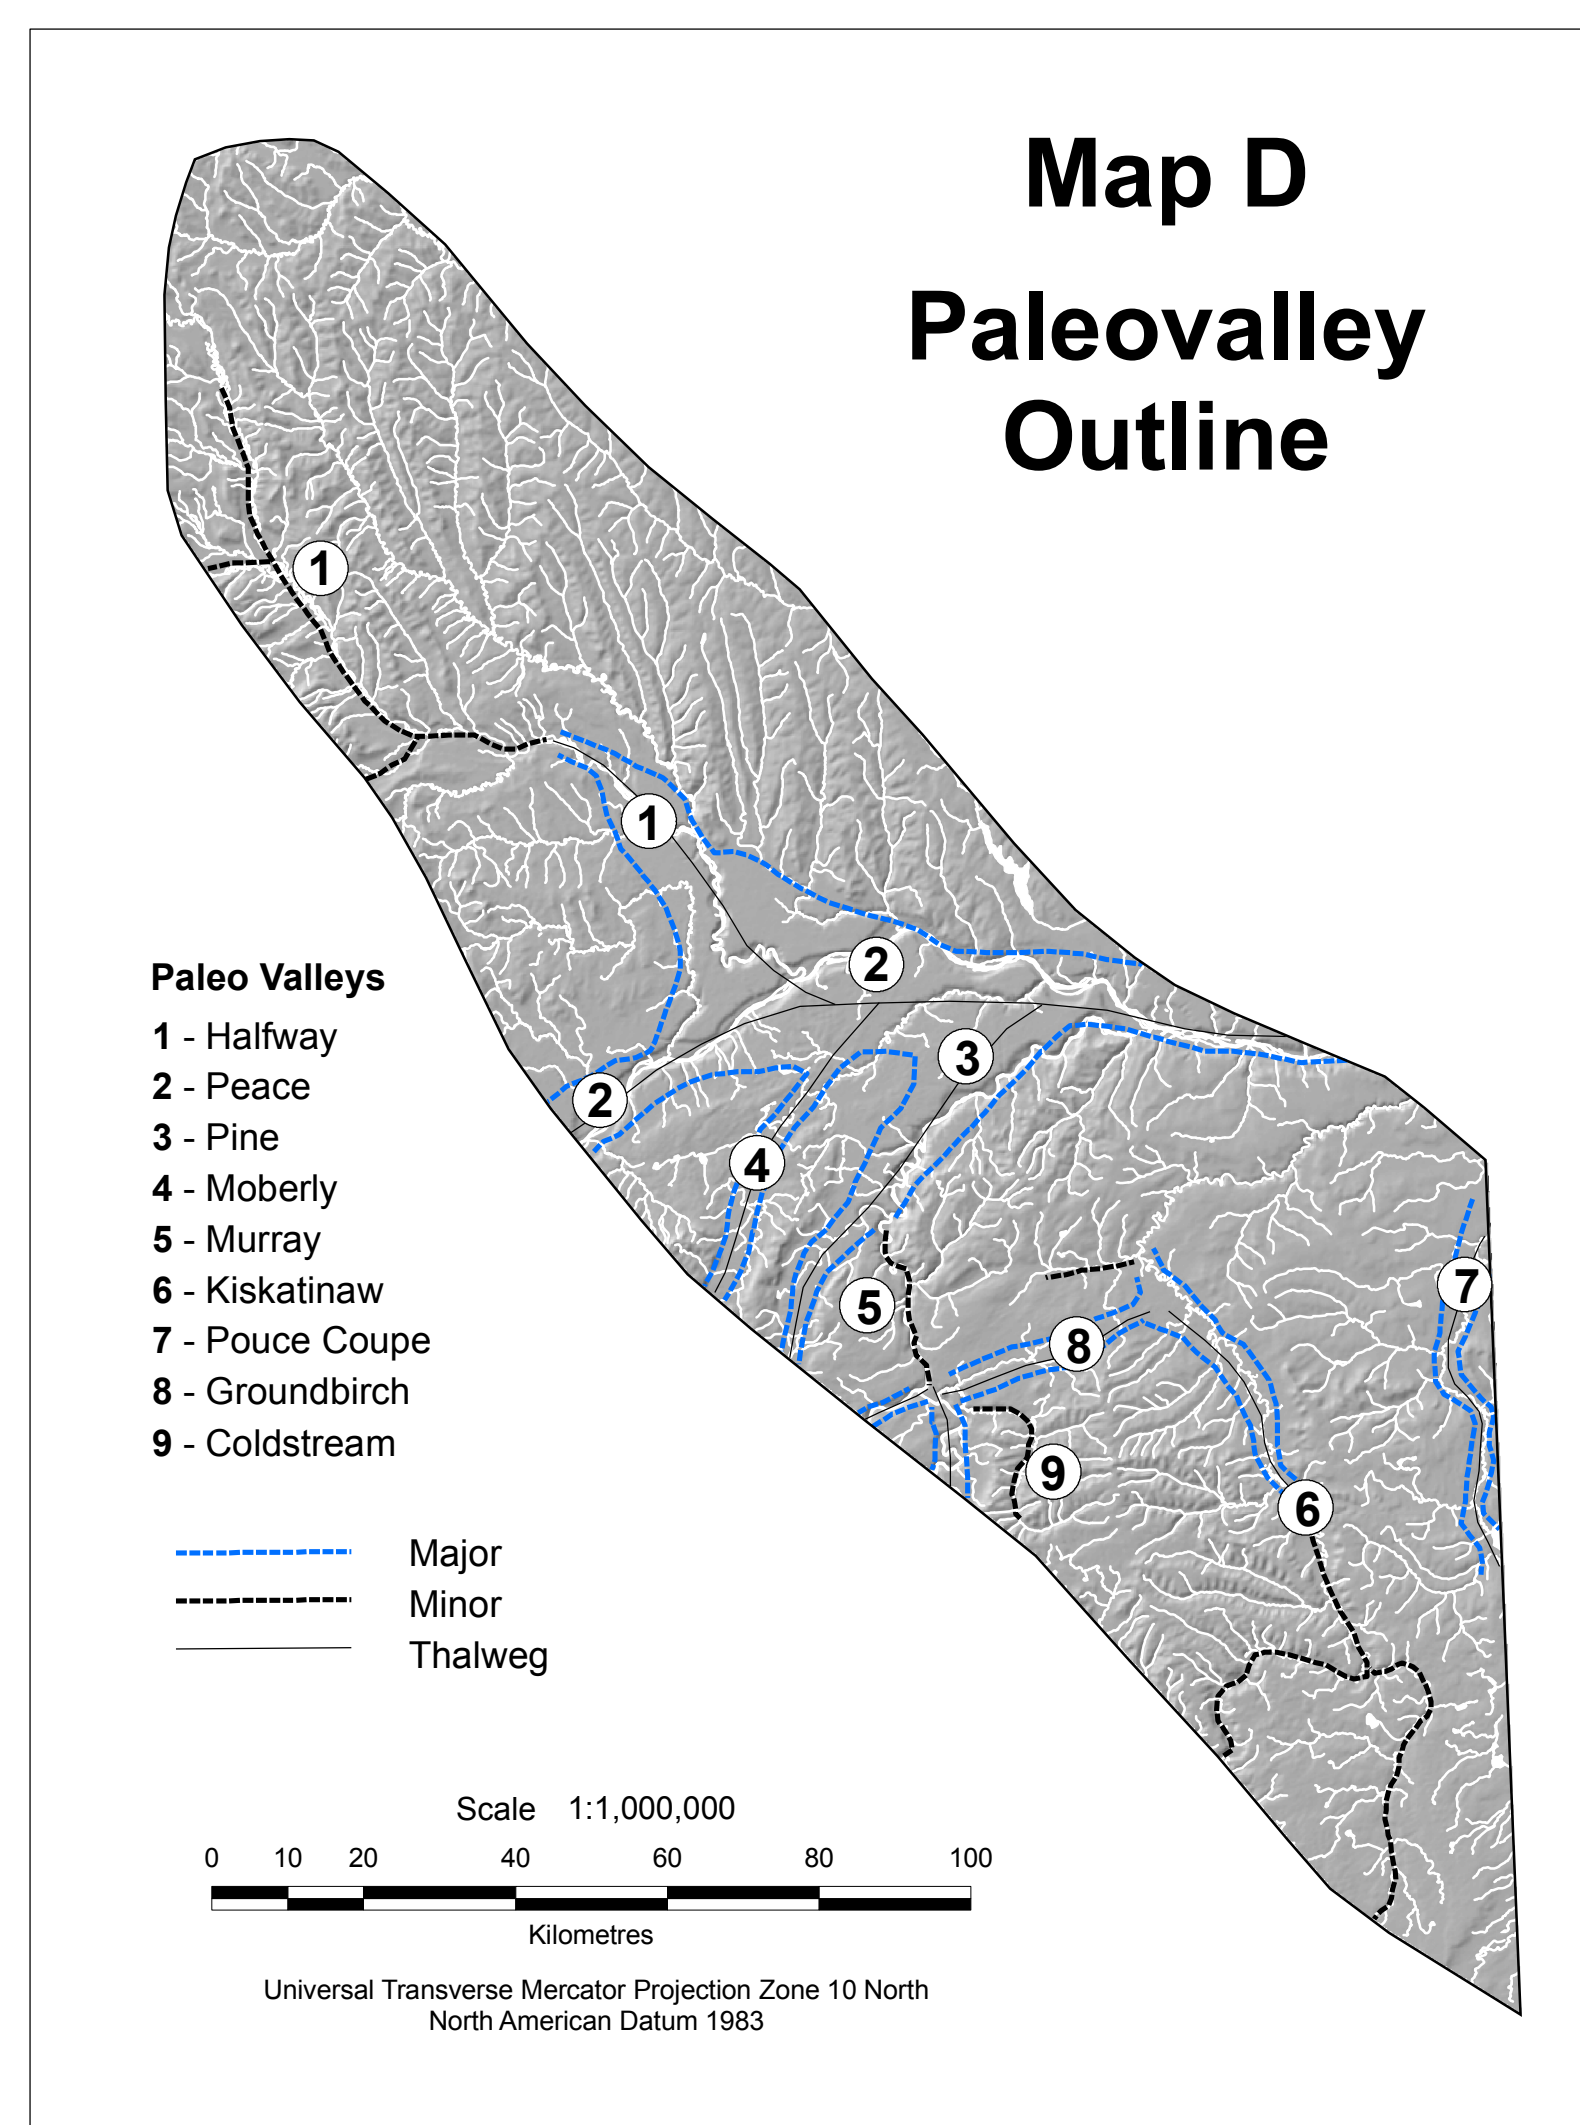 Map D
Paleovalley
Outline
1
1
2
3
2
4
5
7
8
9
6
Paleo Valleys
1 - Halfway
2 - Peace
3 - Pine
4 - Moberly
5 - Murray
6 - Kiskatinaw
7 - Pouce Coupe
8 - Groundbirch
9 - Coldstream
Major
Minor
Thalweg
Scale 1:1,000,000
0 10 20 40 60 80 100
Kilometres
Universal Transverse Mercator Projection Zone 10 North
North American Datum 1983